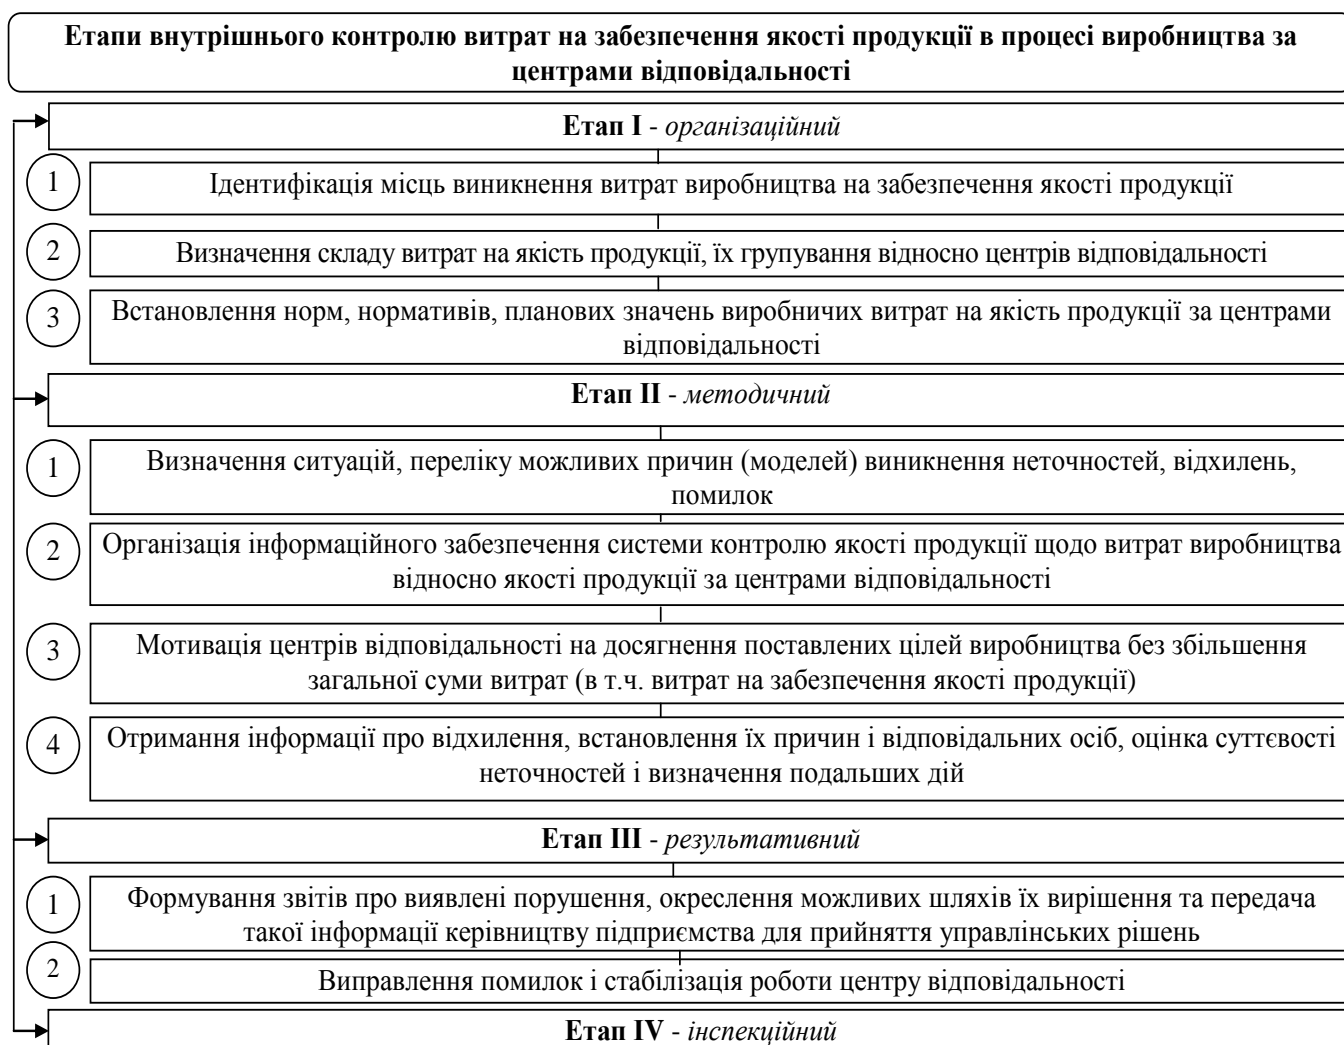 Етапи внутрішнього контролю витрат на забезпечення якості продукції в процесі виробництва за
центрами відповідальності
Етап I - організаційний
1
Ідентифікація місць виникнення витрат виробництва на забезпечення якості продукції
2
Визначення складу витрат на якість продукції, їх групування відносно центрів відповідальності
3
Встановлення норм, нормативів, планових значень виробничих витрат на якість продукції за центрами
відповідальності
Етап II - методичний
1
Визначення ситуацій, переліку можливих причин (моделей) виникнення неточностей, відхилень,
помилок
2
Організація інформаційного забезпечення системи контролю якості продукції щодо витрат виробництва
відносно якості продукції за центрами відповідальності
3
Мотивація центрів відповідальності на досягнення поставлених цілей виробництва без збільшення
загальної суми витрат (в т.ч. витрат на забезпечення якості продукції)
4
Отримання інформації про відхилення, встановлення їх причин і відповідальних осіб, оцінка суттєвості
неточностей і визначення подальших дій
Етап III - результативний
1
Формування звітів про виявлені порушення, окреслення можливих шляхів їх вирішення та передача
такої інформації керівництву підприємства для прийняття управлінських рішень
2
Виправлення помилок і стабілізація роботи центру відповідальності
Етап IV - інспекційний